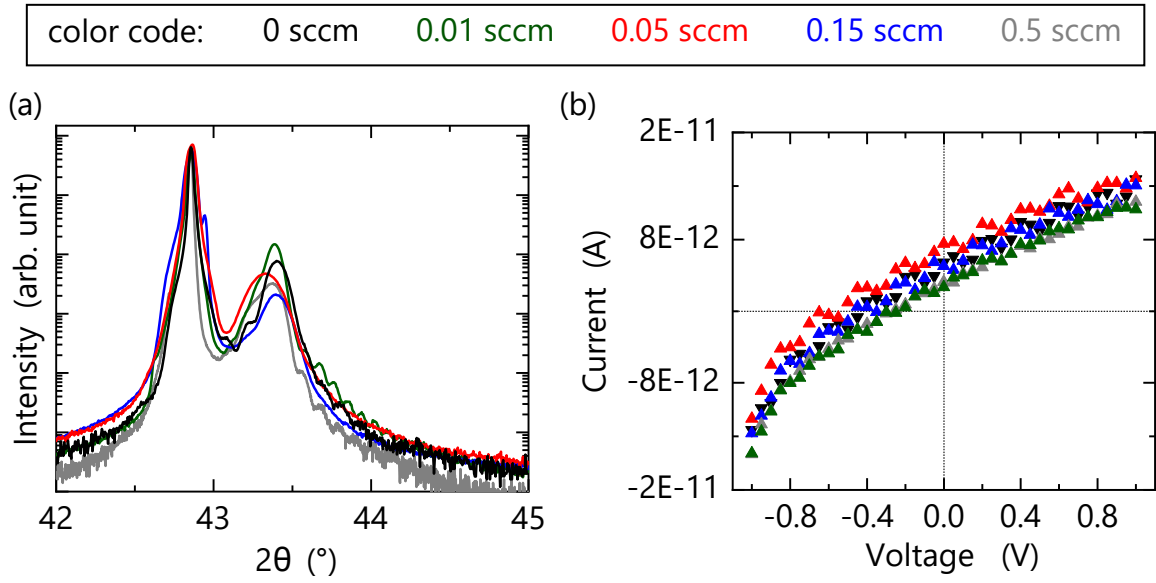 color code: 0 sccm 0.01 sccm 0.05 sccm 0.15 sccm 0.5 sccm
(a)
Intensity (arb. unit)
42 43 44 45
2θ (°)
(b)
Current (A)
2E-11
8E-12
-8E-12
-2E-11
-0.8 -0.4 0.0 0.4 0.8
Voltage (V)